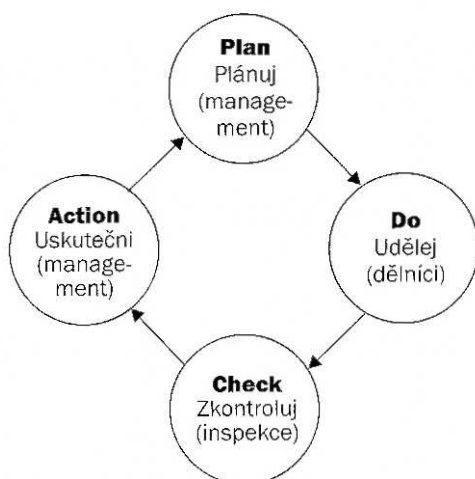 Plan
Plánuj
(manage-
ment)
Do
Udělej
(dělníci)
Check
Zkontroluj
(inspekce)
Action
Uskutečni
(manage-
ment)